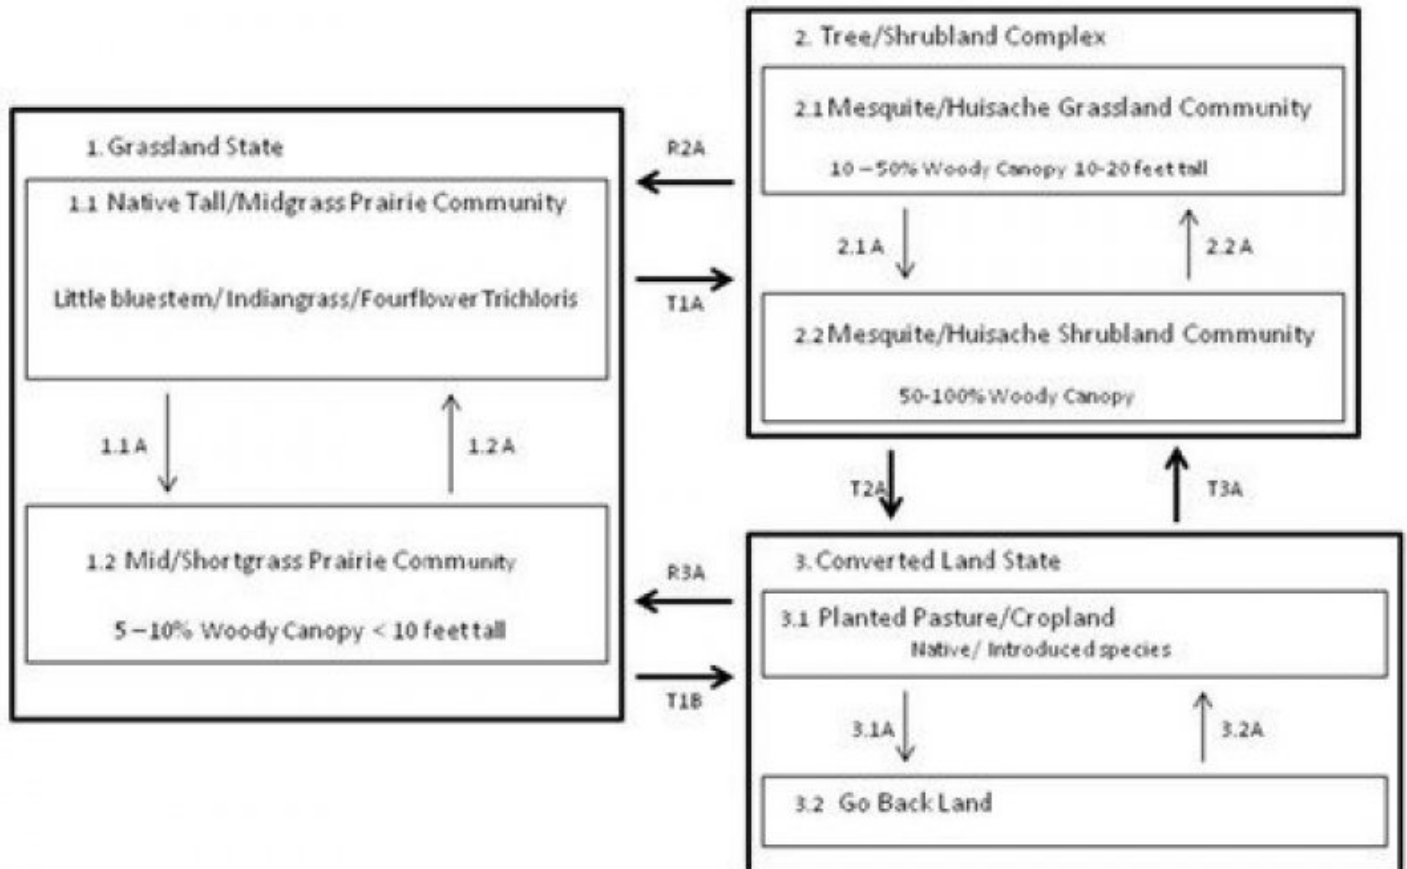 1. Grassland State
1.1 Native Tall/Midgrass Prairie Community
Little bluestem/ Indiangrass/Fourflower Trichloris
1.1A
1.2A
1.2 Mid/Shortgrass Prairie Community
5 – 10% Woody Canopy < 10 feet tall
R2A
T1A
R3A
T1B
2. Tree/Shrubland Complex
2.1 Mesquite/Huisache Grassland Community
10 – 50% Woody Canopy 10-20 feet tall
2.1A
2.2A
2.2 Mesquite/Huisache Shrubland Community
50-100% Woody Canopy
T2A
T3A
3. Converted Land State
3.1 Planted Pasture/Cropland
Native/ Introduced species
3.1A
3.2A
3.2 Go Back Land